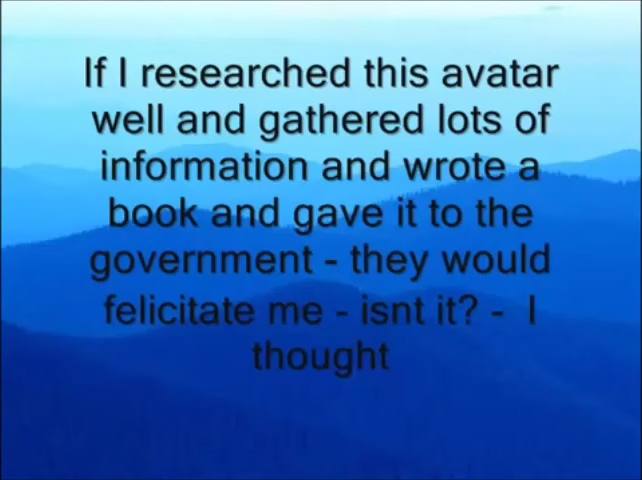 If I researched this avatar
well and gathered lots of
information and wrote a
book and gave it to the
government - they would
felicitate me - isnt it? -  I
thought